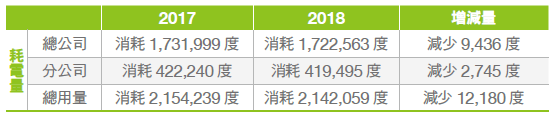 2017 2018 增減量
耗電量
總公司 消耗 1,731,999 度 消耗 1,722,563 度 減少 9,436 度
分公司 消耗 422,240 度 消耗 419,495 度 減少 2,745 度
總用量 消耗 2,154,239 度 消耗 2,142,059 度 減少 12,180 度